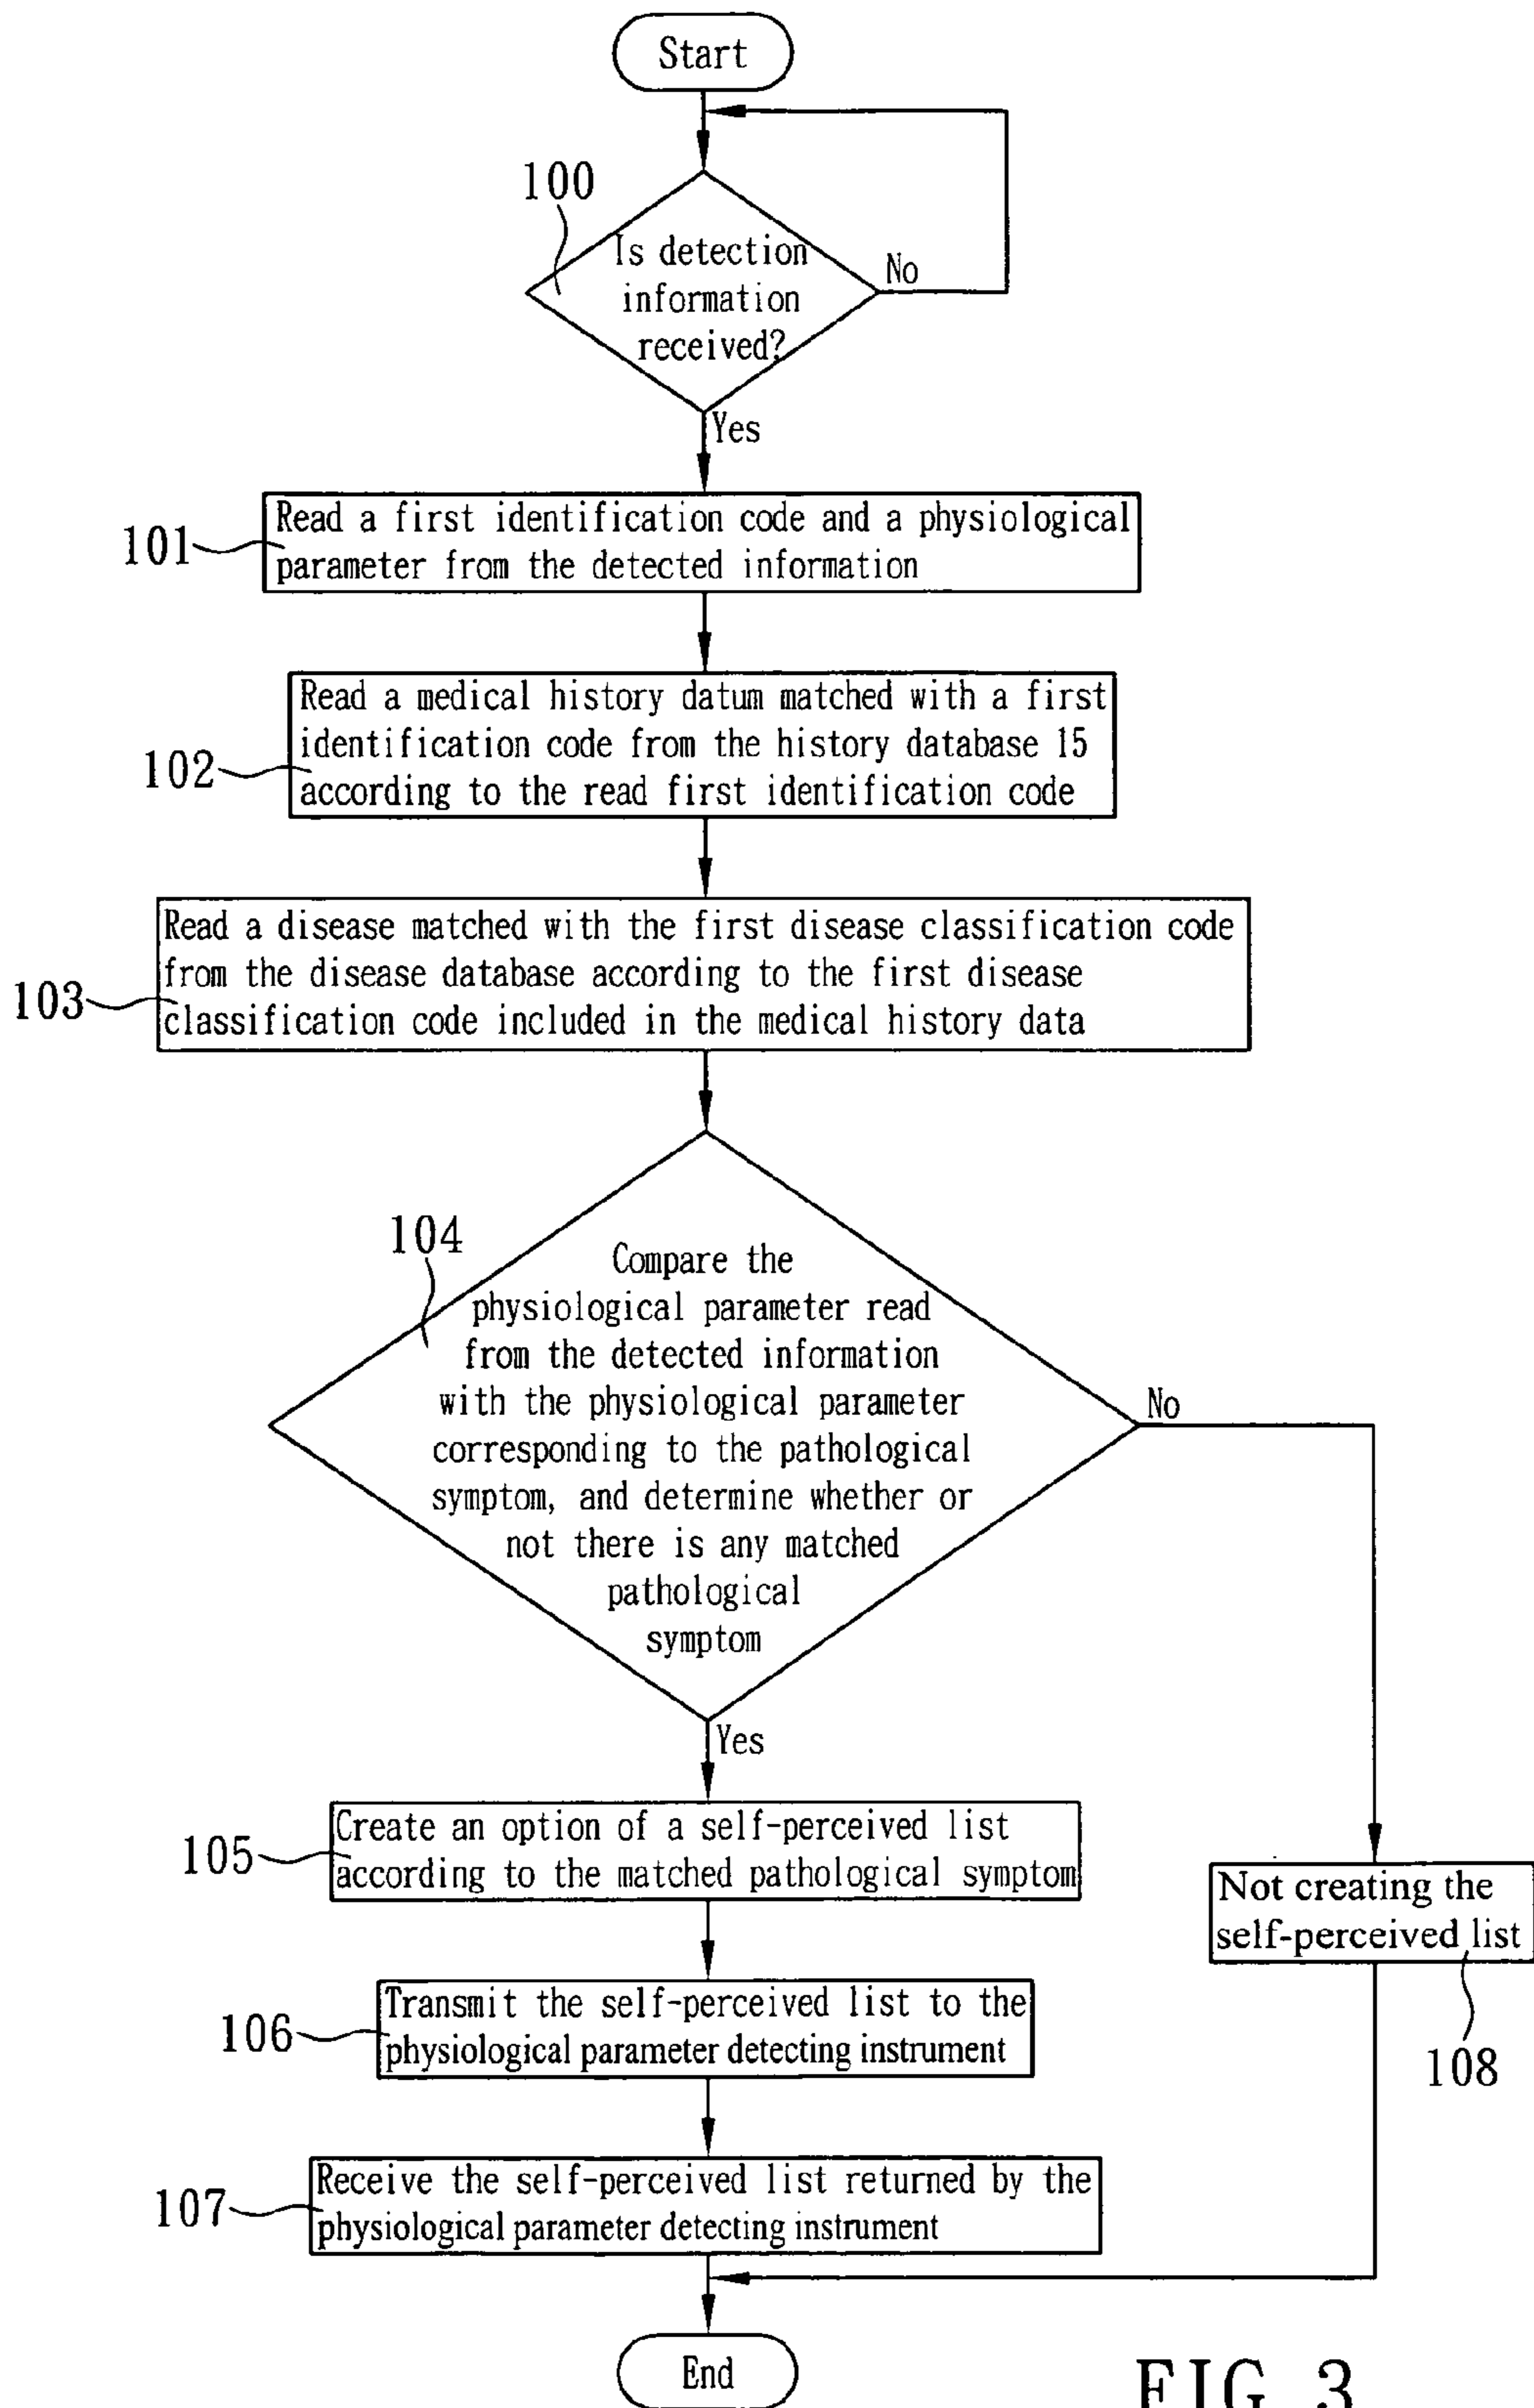 Start
100
Is detection
information
received?
No
Yes
101
Read a first identification code and a physiological
parameter from the detected information
102
Read a medical history datum matched with a first
identification code from the history database 15
according to the read first identification code
103
Read a disease matched with the first disease classification code
from the disease database according to the first disease
classification code included in the medical history data
104
Compare the
physiological parameter read
from the detected information
with the physiological parameter
corresponding to the pathological
symptom, and determine whether or
not there is any matched
pathological
symptom
No
Yes
105
Create an option of a self-perceived list
according to the matched pathological symptom
Not creating the
self-perceived list
108
106
Transmit the self-perceived list to the
physiological parameter detecting instrument
107
Receive the self-perceived list returned by the
physiological parameter detecting instrument
End
FIG 3